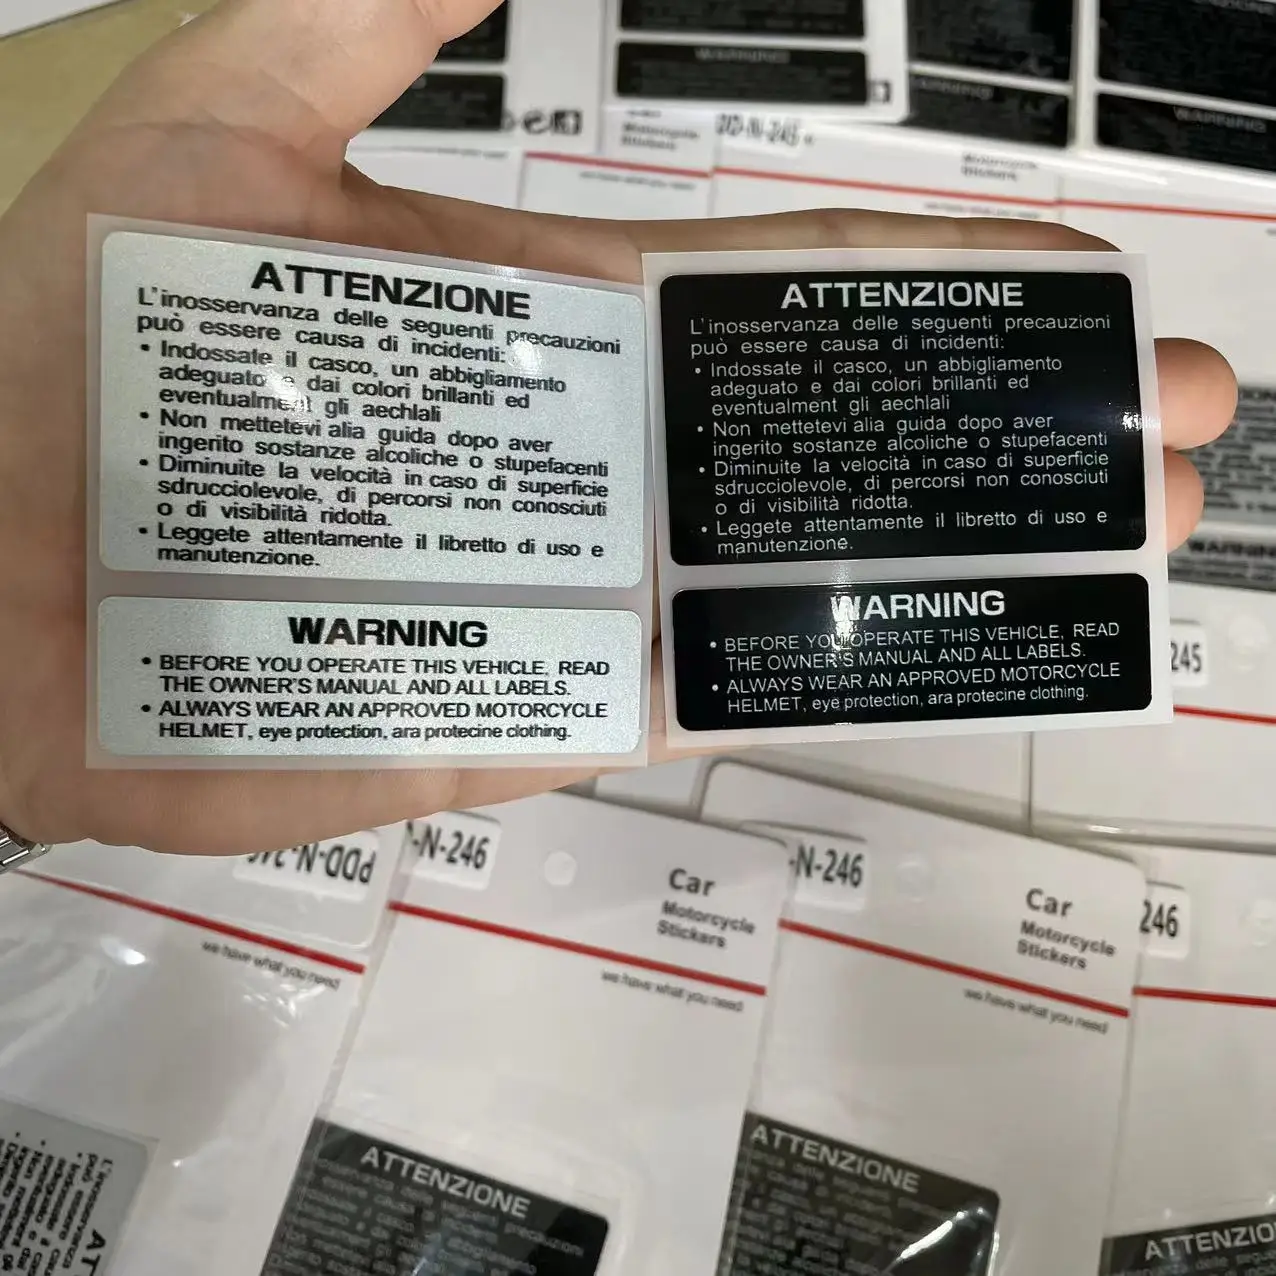 WARNING
Motorcycle
Stickers
DD-N-245
Motorcycle
Stickers
ATTENZIONE
L'inosservanza delle seguenti precauzioni
può essere causa di incidenti:
• Indossate il casco, un abbigliamento
adeguato e dai colori brillanti ed
eventualment gli aechlali
• Non mettetevi alia guida dopo aver
ingerito sostanze alcoliche o stupefacenti
• Diminuite la velocità in caso di superficie
sdrucciolevole, di percorsi non conosciuti
o di visibilità ridotta.
• Leggete attentamente il libretto di uso e
manutenzione.
WARNING
• BEFORE YOU OPERATE THIS VEHICLE, READ
THE OWNER'S MANUAL AND ALL LABELS.
• ALWAYS WEAR AN APPROVED MOTORCYCLE
HELMET, eye protection, ara protecine clothing.
ATTENZIONE
L'inosservanza delle seguenti precauzioni
può essere causa di incidenti:
• Indossate il casco, un abbigliamento
adeguato e dai colori brillanti ed
eventualment gli aechlali
• Non mettetevi alia guida dopo aver
ingerito sostanze alcoliche o stupefacenti
• Diminuite la velocità in caso di superficie
sdrucciolevole, di percorsi non conosciuti
o di visibilità ridotta.
• Leggete attentamente il libretto di uso e
manutenzione.
WARNING
• BEFORE YOU OPERATE THIS VEHICLE, READ
THE OWNER'S MANUAL AND ALL LABELS.
• ALWAYS WEAR AN APPROVED MOTORCYCLE
HELMET, eye protection, ara protecine clothing.
245
we have what you need
-N-246
Car
Motorcycle
Stickers
we have what you need
-N-246
Car
Motorcycle
Stickers
we have what you need
246
ATTENZIONE
ATTENZIONE